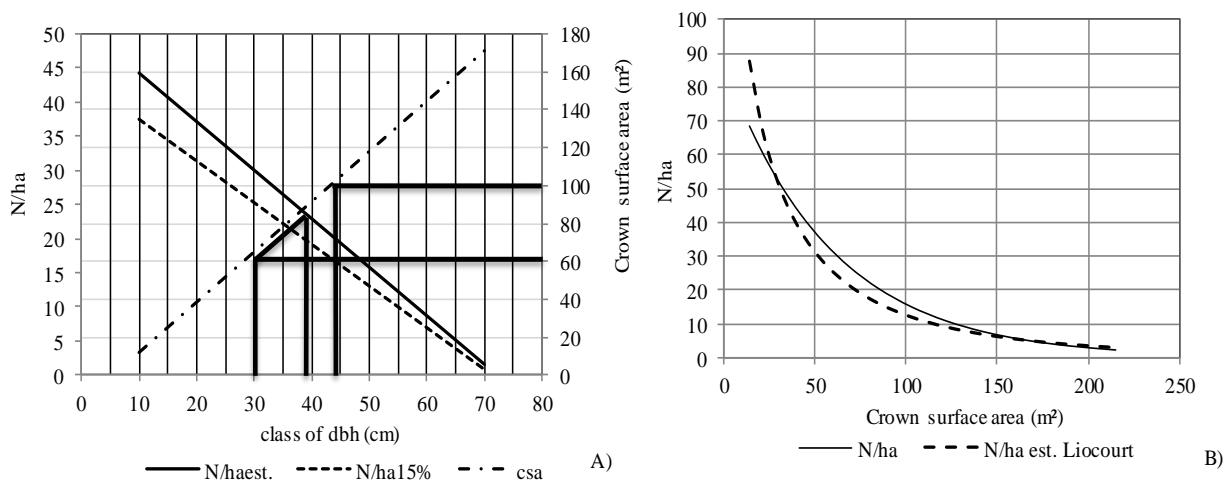 50
45
40
35
30
25
20
15
10
5
0
N/ha
180
160
140
120
100
80
60
40
20
0
Crown surface area (m²)
0 10 20 30 40 50 60 70 80
class of dbh (cm)
N/haest. N/ha15% csa
A)
100
90
80
70
60
50
40
30
20
10
0
N/ha
0 50 100 150 200 250
Crown surface area (m²)
N/ha N/ha est. Liocourt
B)